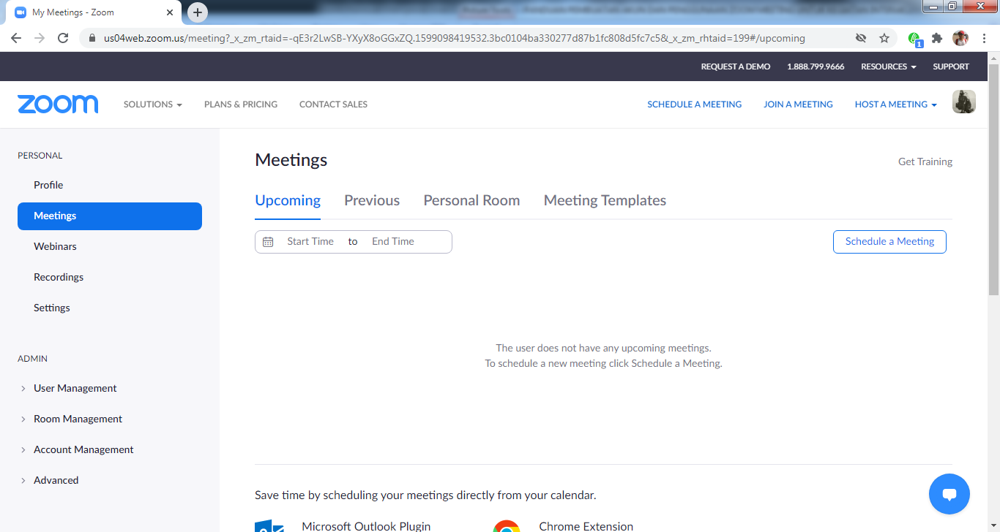 My Meetings - Zoom
us04web.zoom.us/meeting?_x_zm_rtaid=-qE3r2LwSB-YXyX8oGGxZQ.1599098419532.3bc0104ba330277d87b1fc808d5fc7c5&_x_zm_rhtaid=199#/upcoming
1
REQUEST A DEMO 1.888.799.9666 RESOURCES SUPPORT
zoom SOLUTIONS PLANS & PRICING CONTACT SALES SCHEDULE A MEETING JOIN A MEETING HOST A MEETING
PERSONAL
Profile
Meetings
Webinars
Recordings
Settings
ADMIN
User Management
Room Management
Account Management
Advanced
Meetings
Get Training
Upcoming Previous Personal Room Meeting Templates
Start Time to End Time
Schedule a Meeting
The user does not have any upcoming meetings.
To schedule a new meeting click Schedule a Meeting.
Save time by scheduling your meetings directly from your calendar.
Microsoft Outlook Plugin Chrome Extension